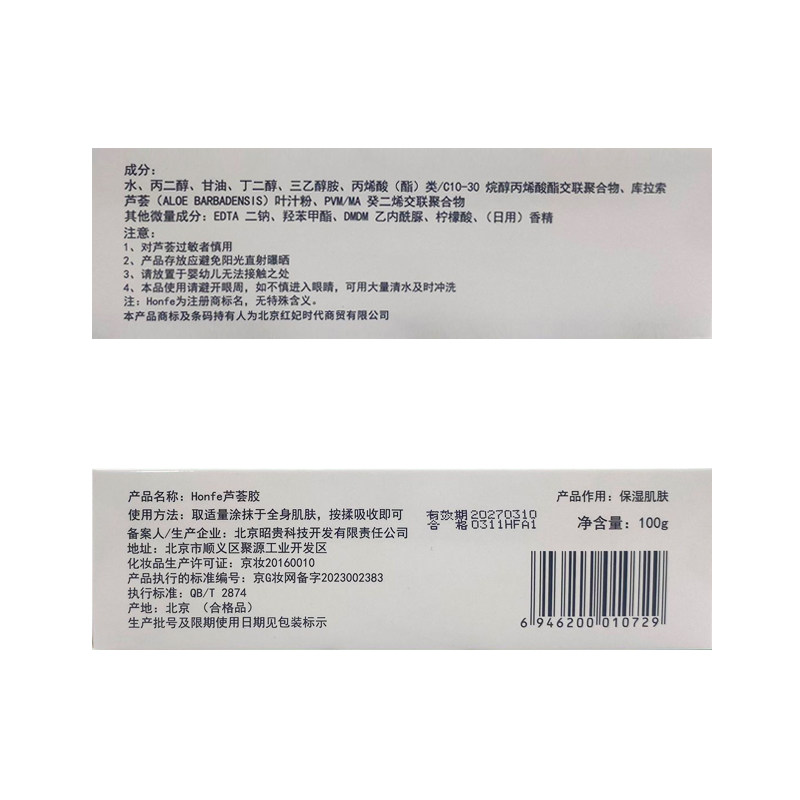 成分：
水、丙二醇、甘油、丁二醇、三乙醇胺、丙烯酸（酯）类/C10-30 烷醇丙烯酸酯交联聚合物、库拉索
芦荟（ALOE BARBADENSIS）叶汁粉、PVM/MA 癸二烯交联聚合物
其他微量成分：EDTA 二钠、羟苯甲酯、DMDM 乙内酰脲、柠檬酸、（日用）香精
注意：
1、对芦荟过敏者慎用
2、产品存放应避免阳光直射曝晒
3、请放置于婴幼儿无法接触之处
4、本品使用请避开眼周，如不慎进入眼睛，可用大量清水及时冲洗
注：Honfe为注册商标名，无特殊含义。
本产品商标及条码持有人为北京红妃时代商贸有限公司
产品名称：Honfe芦荟胶
产品作用：保湿肌肤
使用方法：取适量涂抹于全身肌肤，按揉吸收即可
有效期20270310
合 格0311HFA1
净含量：100g
备案人/生产企业：北京昭贵科技开发有限责任公司
地址：北京市顺义区聚源工业开发区
化妆品生产许可证：京妆20160010
产品执行的标准编号：京G妆网备字2023002383
执行标准：QB/T 2874
产地：北京 （合格品）
生产批号及限期使用日期见包装标示
6 946200 010729